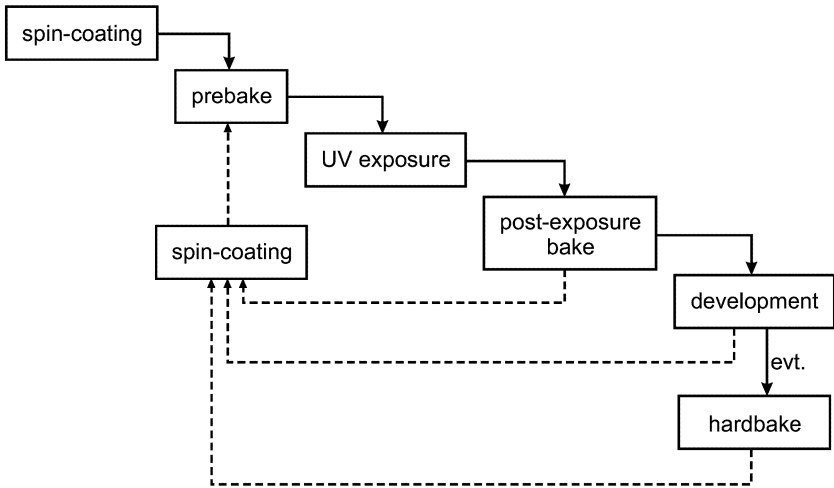 spin-coating
prebake
UV exposure
post-exposure
bake
spin-coating
development
evt.
hardbake